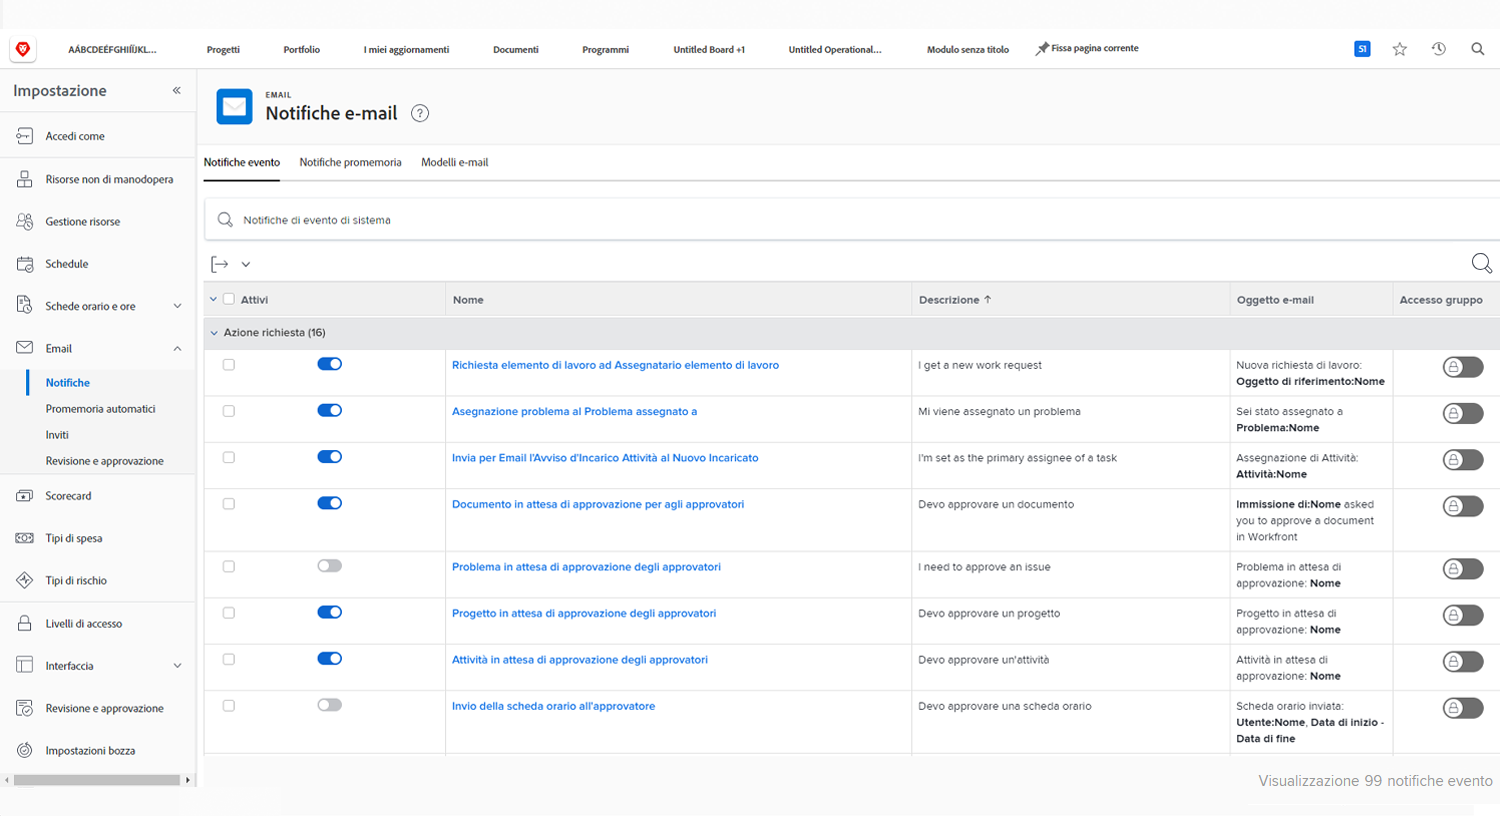 AÁBCDEÉFGHIÍÏJKL...
Progetti
Portfolio
I miei aggiornamenti
Documenti
Programmi
Untitled Board +1
Untitled Operational...
Modulo senza titolo
Fissa pagina corrente
S1
Impostazione
Accedi come
Risorse non di manodopera
Gestione risorse
Schedule
Schede orario e ore
Email
Notifiche
Promemoria automatici
Inviti
Revisione e approvazione
Scorecard
Tipi di spesa
Tipi di rischio
Livelli di accesso
Interfaccia
Revisione e approvazione
Impostazioni bozza
EMAIL
Notifiche e-mail
?
Notifiche evento
Notifiche promemoria
Modelli e-mail
Notifiche di evento di sistema
Attivi
Nome
Descrizione ↑
Oggetto e-mail
Accesso gruppo
Azione richiesta (16)
Richiesta elemento di lavoro ad Assegnatario elemento di lavoro
I get a new work request
Nuova richiesta di lavoro:
Oggetto di riferimento:Nome
Asegnazione problema al Problema assegnato a
Mi viene assegnato un problema
Sei stato assegnato a
Problema:Nome
Invia per Email l'Avviso d'Incarico Attività al Nuovo Incaricato
I'm set as the primary assignee of a task
Assegnazione di Attività:
Attività:Nome
Documento in attesa di approvazione per agli approvatori
Devo approvare un documento
Immissione di:Nome asked
you to approve a document
in Workfront
Problema in attesa di approvazione degli approvatori
I need to approve an issue
Problema in attesa di
approvazione: Nome
Progetto in attesa di approvazione degli approvatori
Devo approvare un progetto
Progetto in attesa di
approvazione: Nome
Attività in attesa di approvazione degli approvatori
Devo approvare un'attività
Attività in attesa di
approvazione: Nome
Invio della scheda orario all'approvatore
Devo approvare una scheda orario
Scheda orario inviata:
Utente:Nome, Data di inizio -
Data di fine
Visualizzazione 99 notifiche evento